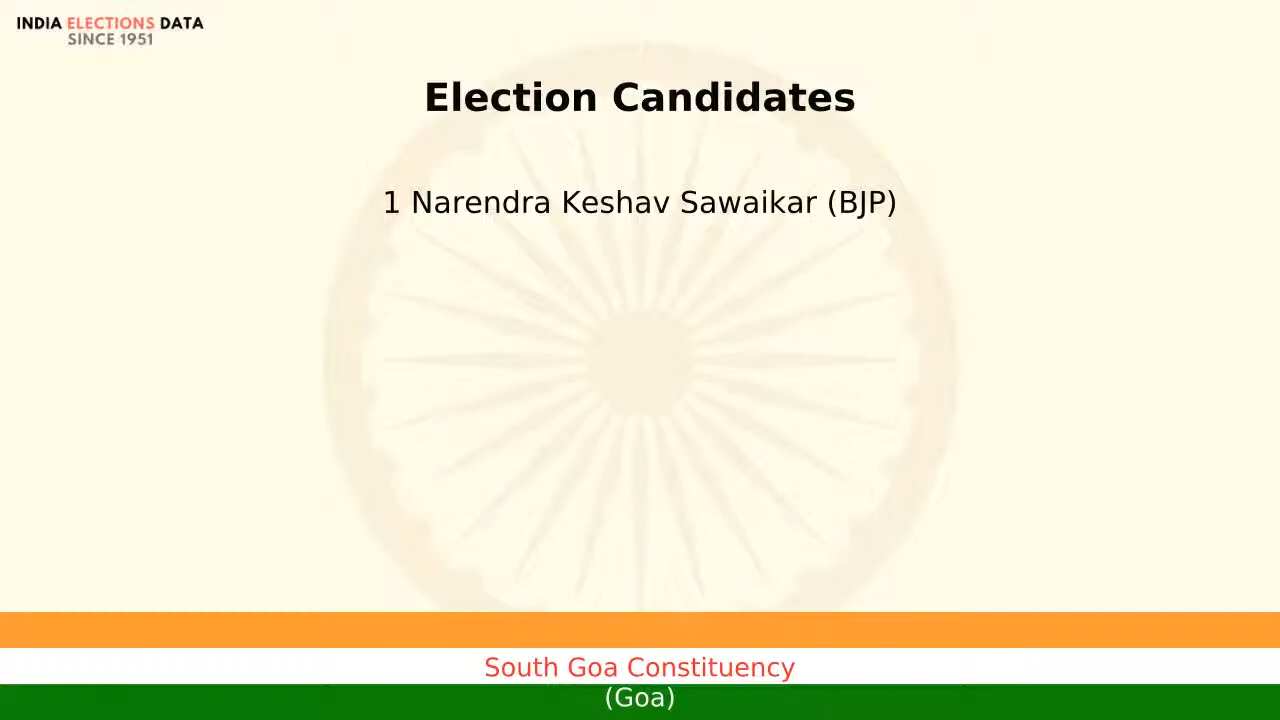 INDIA ELECTIONS DATA
SINCE 1951
Election Candidates
1 Narendra Keshav Sawaikar (BJP)
South Goa Constituency
(Goa)